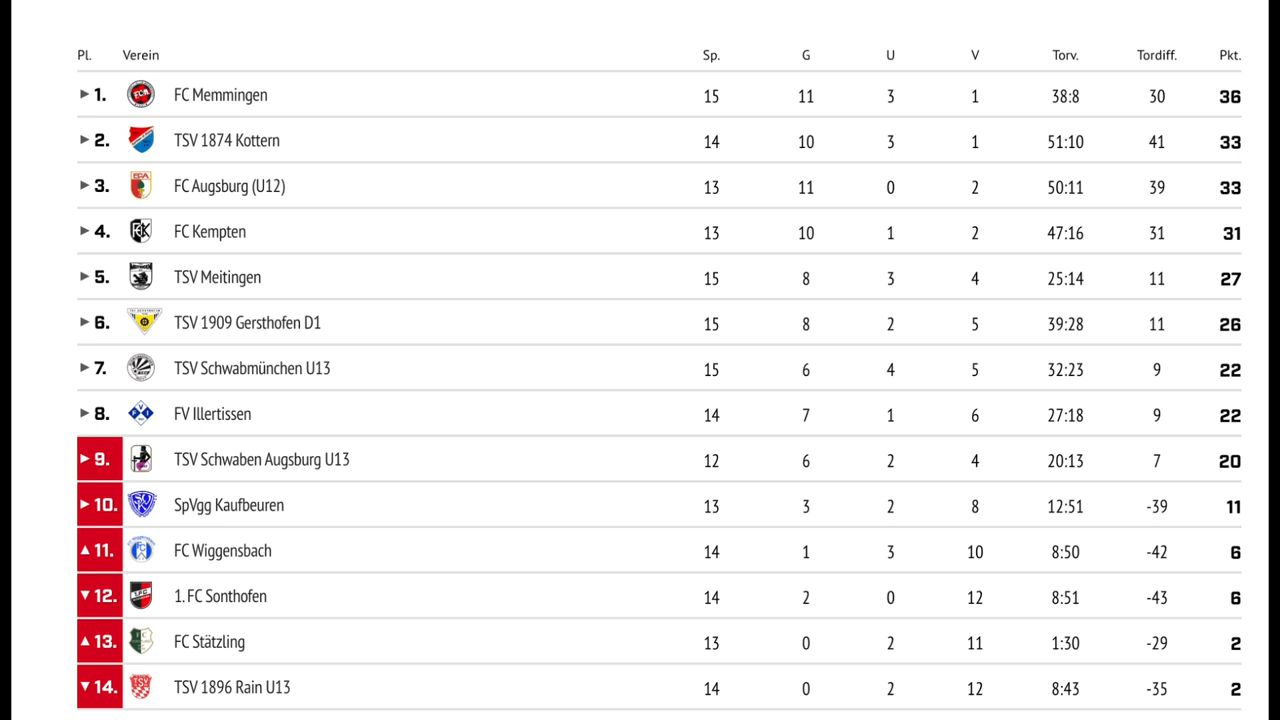 Pl. Verein Sp. G U V Torv. Tordiff. Pkt.
1. FC Memmingen 15 11 3 1 38:8 30 36
2. TSV 1874 Kottern 14 10 3 1 51:10 41 33
3. FC Augsburg (U12) 13 11 0 2 50:11 39 33
4. FC Kempten 13 10 1 2 47:16 31 31
5. TSV Meitingen 15 8 3 4 25:14 11 27
6. TSV 1909 Gersthofen D1 15 8 2 5 39:28 11 26
7. TSV Schwabmünchen U13 15 6 4 5 32:23 9 22
8. FV Illertissen 14 7 1 6 27:18 9 22
9. TSV Schwaben Augsburg U13 12 6 2 4 20:13 7 20
10. SpVgg Kaufbeuren 13 3 2 8 12:51 -39 11
11. FC Wiggensbach 14 1 3 10 8:50 -42 6
12. 1. FC Sonthofen 14 2 0 12 8:51 -43 6
13. FC Stätzling 13 0 2 11 1:30 -29 2
14. TSV 1896 Rain U13 14 0 2 12 8:43 -35 2